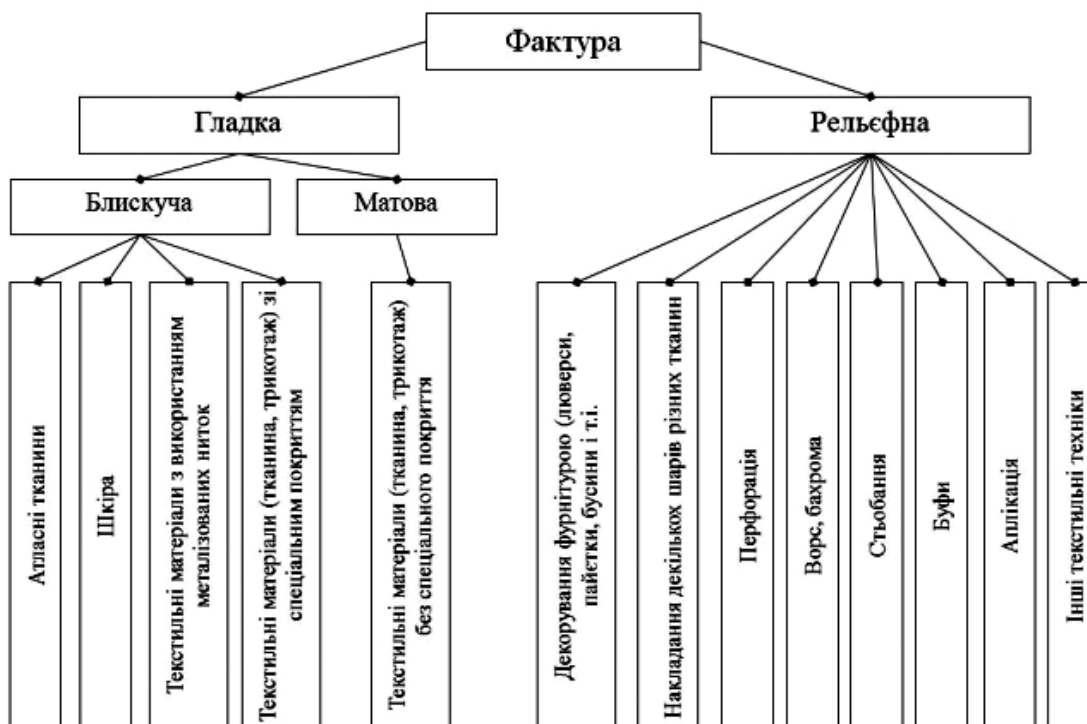 Фактура
Гладка
Рельєфна
Блискуча
Матова
Атласні тканини
Шкіра
Текстильні матеріали з використанням
металізованих ниток
Текстильні матеріали (тканина, трикотаж) зі
спеціальним покриттям
Текстильні матеріали (тканина, трикотаж)
без спеціального покриття
Декорування фурнітурою (люверси,
пайєтки, бусини і т.і.
Накладання декількох шарів різних тканин
Перфорація
Ворс, бахрома
Стьобання
Буфи
Аплікація
Інші текстильні техніки